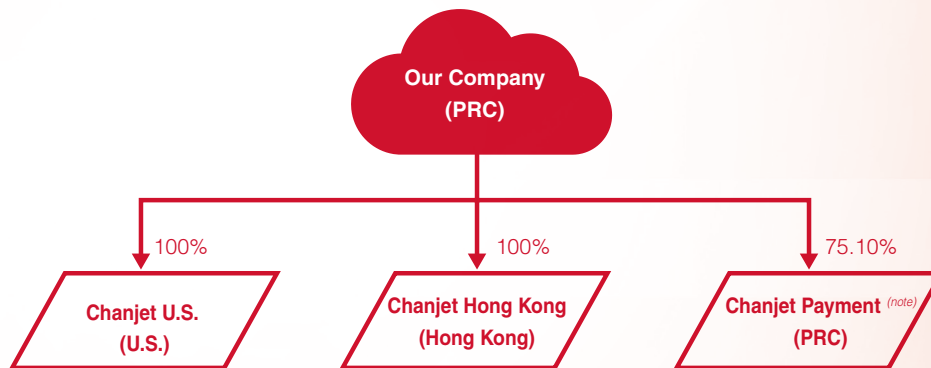 Our Company
(PRC)
100%
100%
75.10%
Chanjet U.S.
(U.S.)
Chanjet Hong Kong
(Hong Kong)
Chanjet Payment (note)
(PRC)